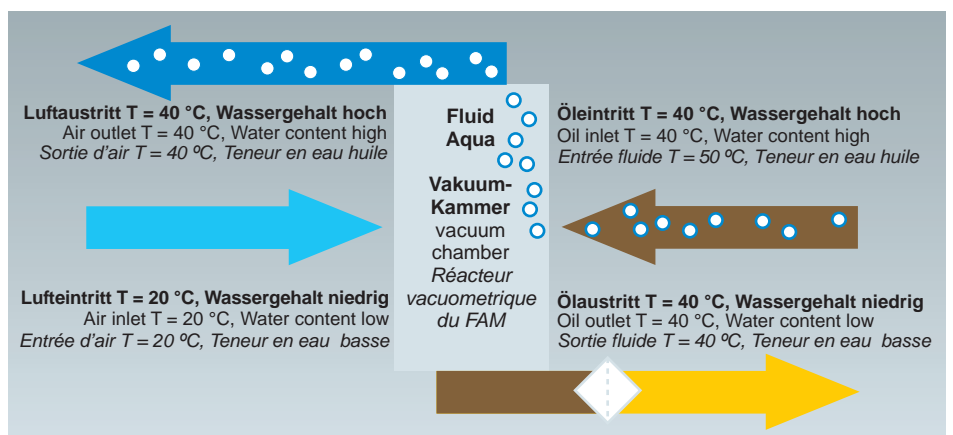 Luftaustritt T = 40 °C, Wassergehalt hoch
Air outlet T = 40 °C, Water content high
Sortie d'air T = 40 ºC, Teneur en eau huile
Lufteintritt T = 20 °C, Wassergehalt niedrig
Air inlet T = 20 °C, Water content low
Entrée d'air T = 20 ºC, Teneur en eau basse
Fluid
Aqua
Vakuum-
Kammer
vacuum
chamber
Réacteur
vacuometrique
du FAM
Öleintritt T = 40 °C, Wassergehalt hoch
Oil inlet T = 40 °C, Water content high
Entrée fluide T = 50 ºC, Teneur en eau huile
Ölaustritt T = 40 °C, Wassergehalt niedrig
Oil outlet T = 40 °C, Water content low
Sortie fluide T = 40 ºC, Teneur en eau basse